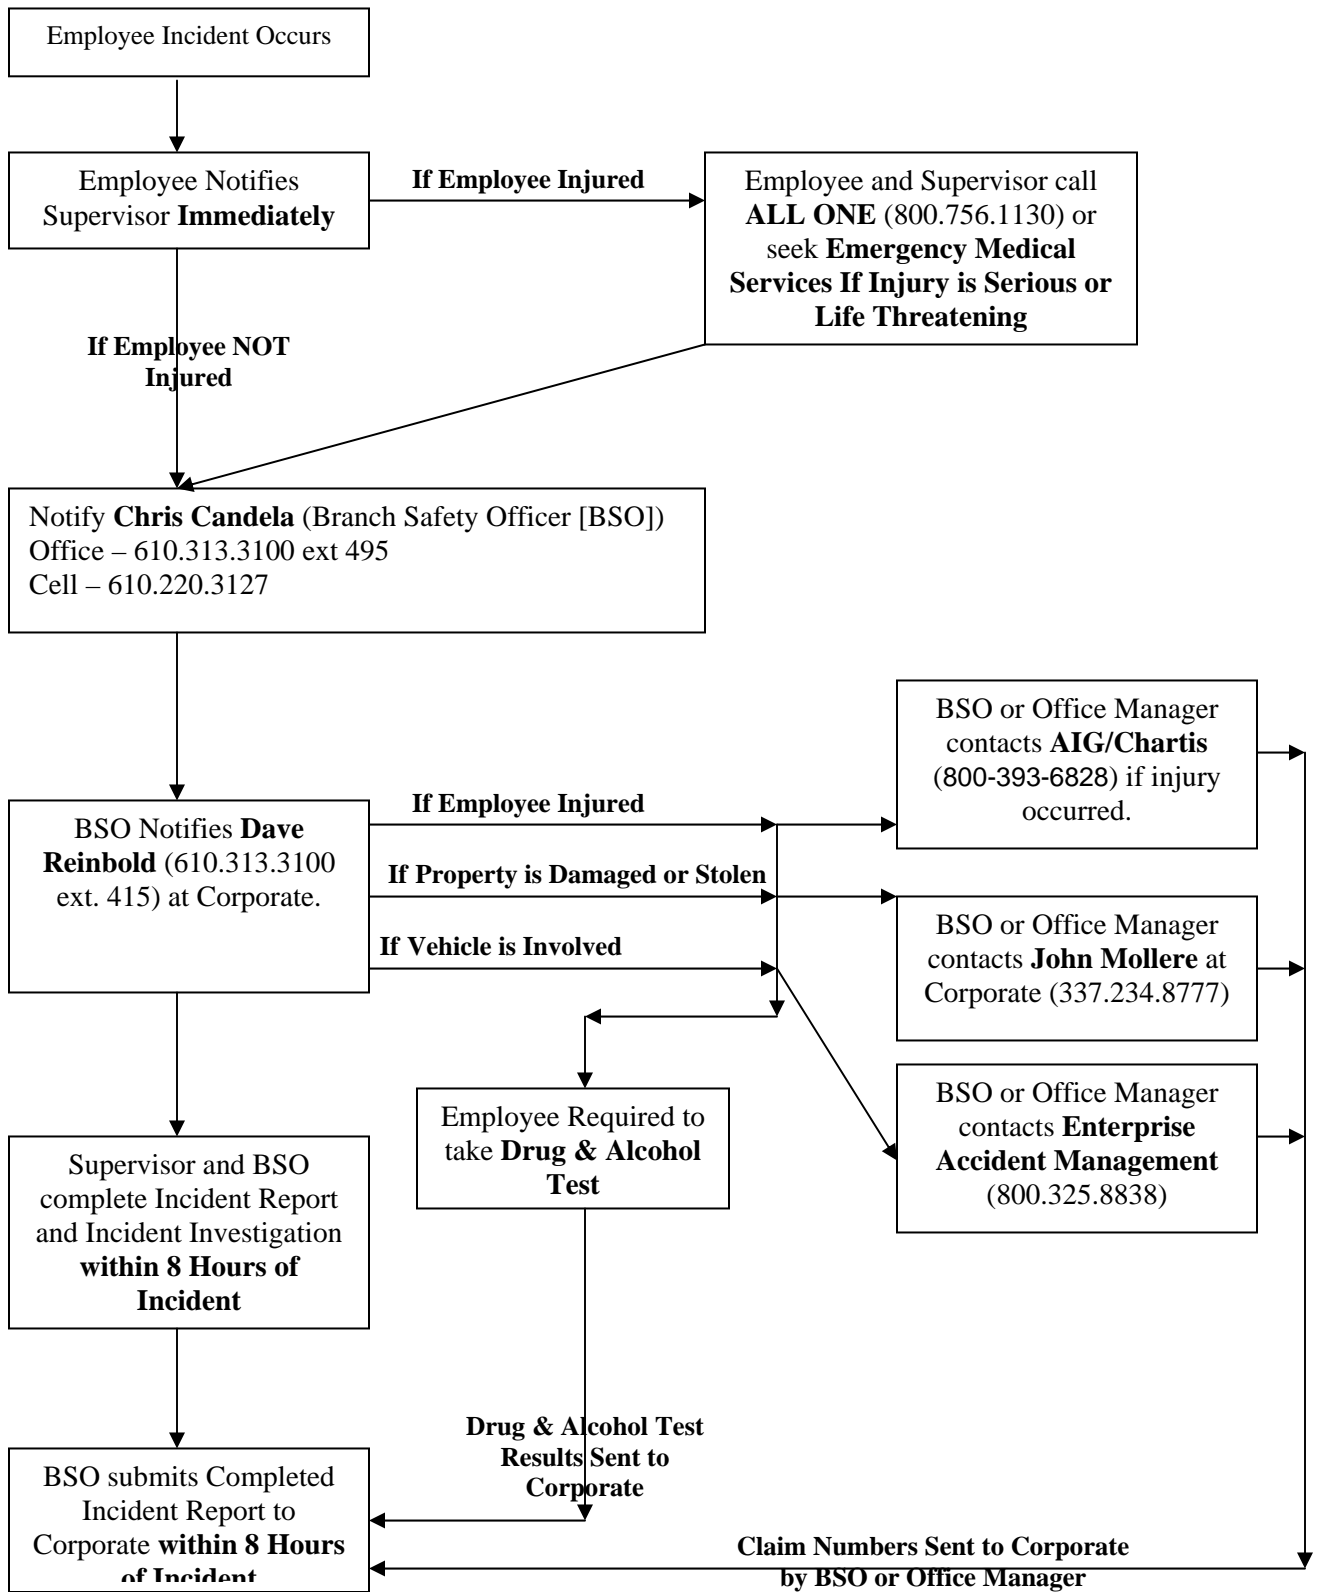 Employee Incident Occurs
Employee Notifies
Supervisor Immediately
If Employee Injured
Employee and Supervisor call
ALL ONE (800.756.1130) or
seek Emergency Medical
Services If Injury is Serious or
Life Threatening
If Employee NOT
Injured
Notify Chris Candela (Branch Safety Officer [BSO])
Office – 610.313.3100 ext 495
Cell – 610.220.3127
BSO Notifies Dave
Reinbold (610.313.3100
ext. 415) at Corporate.
If Employee Injured
If Property is Damaged or Stolen
If Vehicle is Involved
BSO or Office Manager
contacts AIG/Chartis
(800-393-6828) if injury
occurred.
BSO or Office Manager
contacts John Mollere at
Corporate (337.234.8777)
BSO or Office Manager
contacts Enterprise
Accident Management
(800.325.8838)
Employee Required to
take Drug & Alcohol
Test
Supervisor and BSO
complete Incident Report
and Incident Investigation
within 8 Hours of
Incident
Drug & Alcohol Test
Results Sent to
Corporate
BSO submits Completed
Incident Report to
Corporate within 8 Hours
of Incident
Claim Numbers Sent to Corporate
by BSO or Office Manager